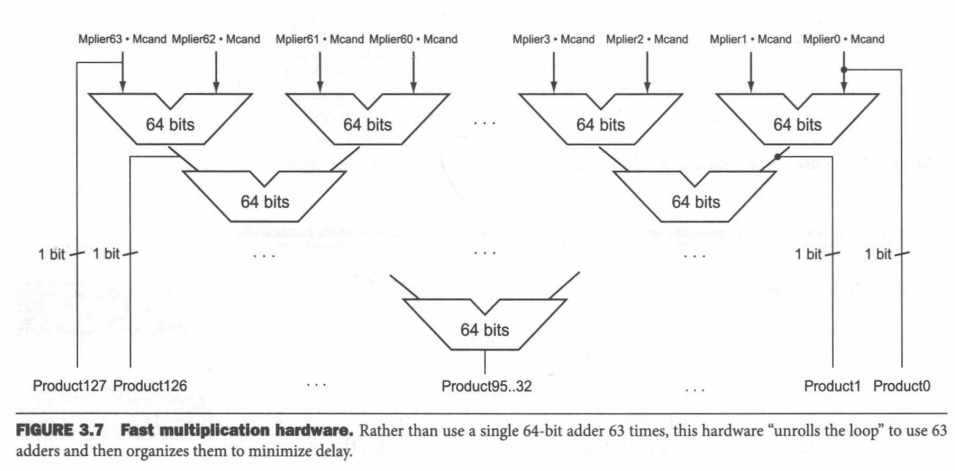 Mplier63 • Mcand Mplier62 • Mcand Mplier61 • Mcand Mplier60 • Mcand Mplier3 • Mcand Mplier2 • Mcand Mplier1 • Mcand Mplier0 • Mcand
64 bits 64 bits . . . 64 bits 64 bits
64 bits 64 bits
1 bit 1 bit . . . . . . . . . 1 bit 1 bit
64 bits
Product127 Product126 . . . Product95..32 . . . Product1 Product0
FIGURE 3.7 Fast multiplication hardware. Rather than use a single 64-bit adder 63 times, this hardware “unrolls the loop” to use 63
adders and then organizes them to minimize delay.